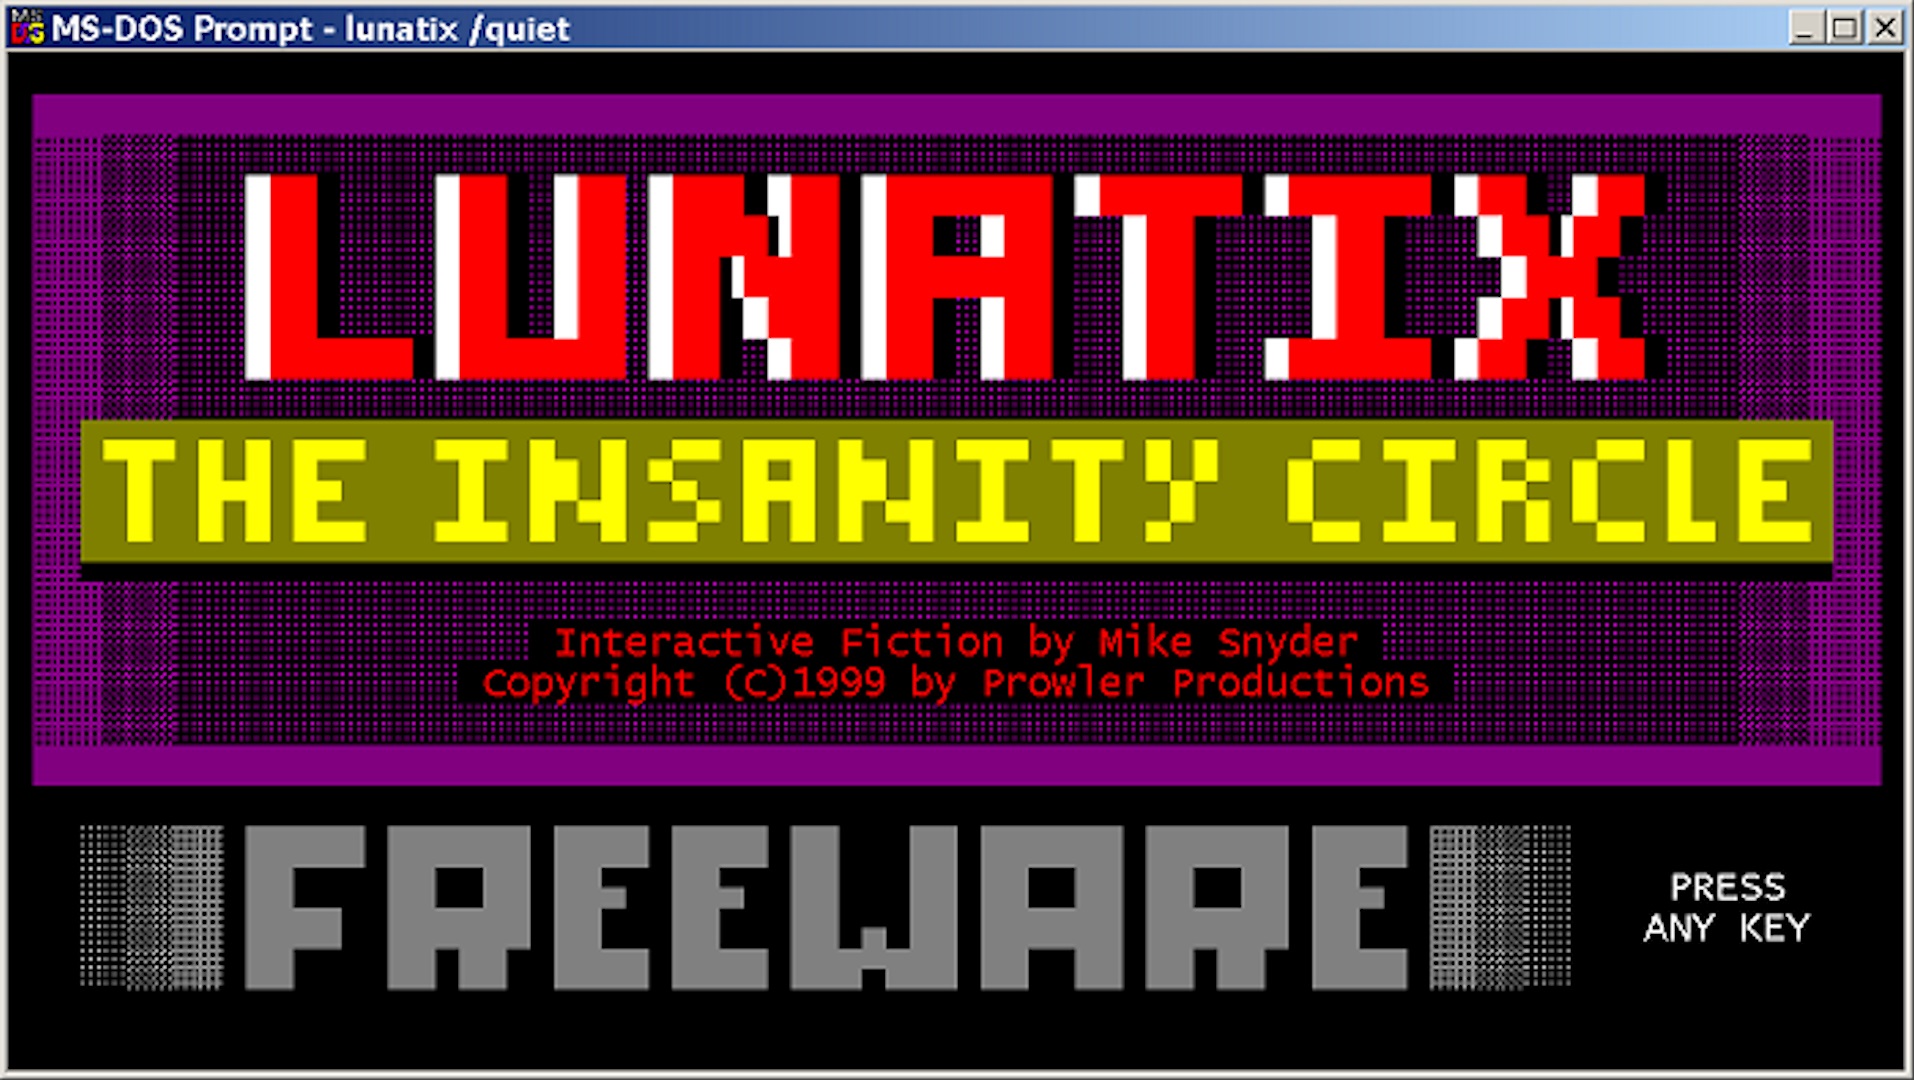 MS-DOS Prompt - lunatix /quiet
LUNATIX
THE INSANITY CIRCLE
Interactive Fiction by Mike Snyder
Copyright (C)1999 by Prowler Productions
FREEWARE
PRESS
ANY KEY